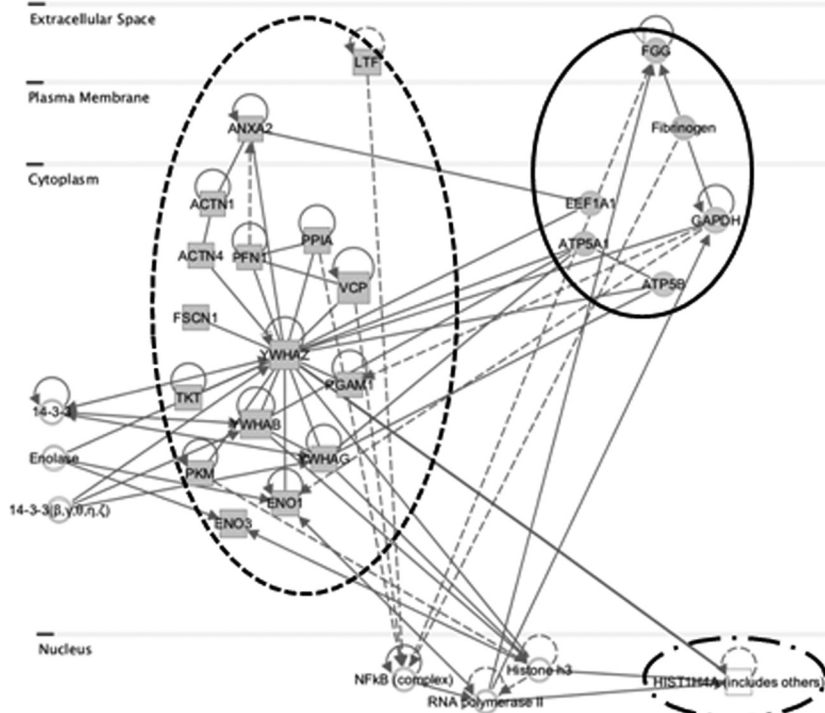 Extracellular Space
FGG
LTF
Plasma Membrane
ANXA2
Fibrinogen
Cytoplasm
ACTN1
EEF1A1
GAPDH
PPIA
ATP5A1
ACTN4
PFN1
VCP
ATP5B
FSCN1
YWHAZ
PGAM1
TKT
14-3-3
YWHAB
Enolase
YWHAG
PKM
ENO1
14-3-3(β,γ,θ,η,ζ)
ENO3
Nucleus
Histone h3
NFkB (complex)
HIST1H4A (includes others)
RNA polymerase II